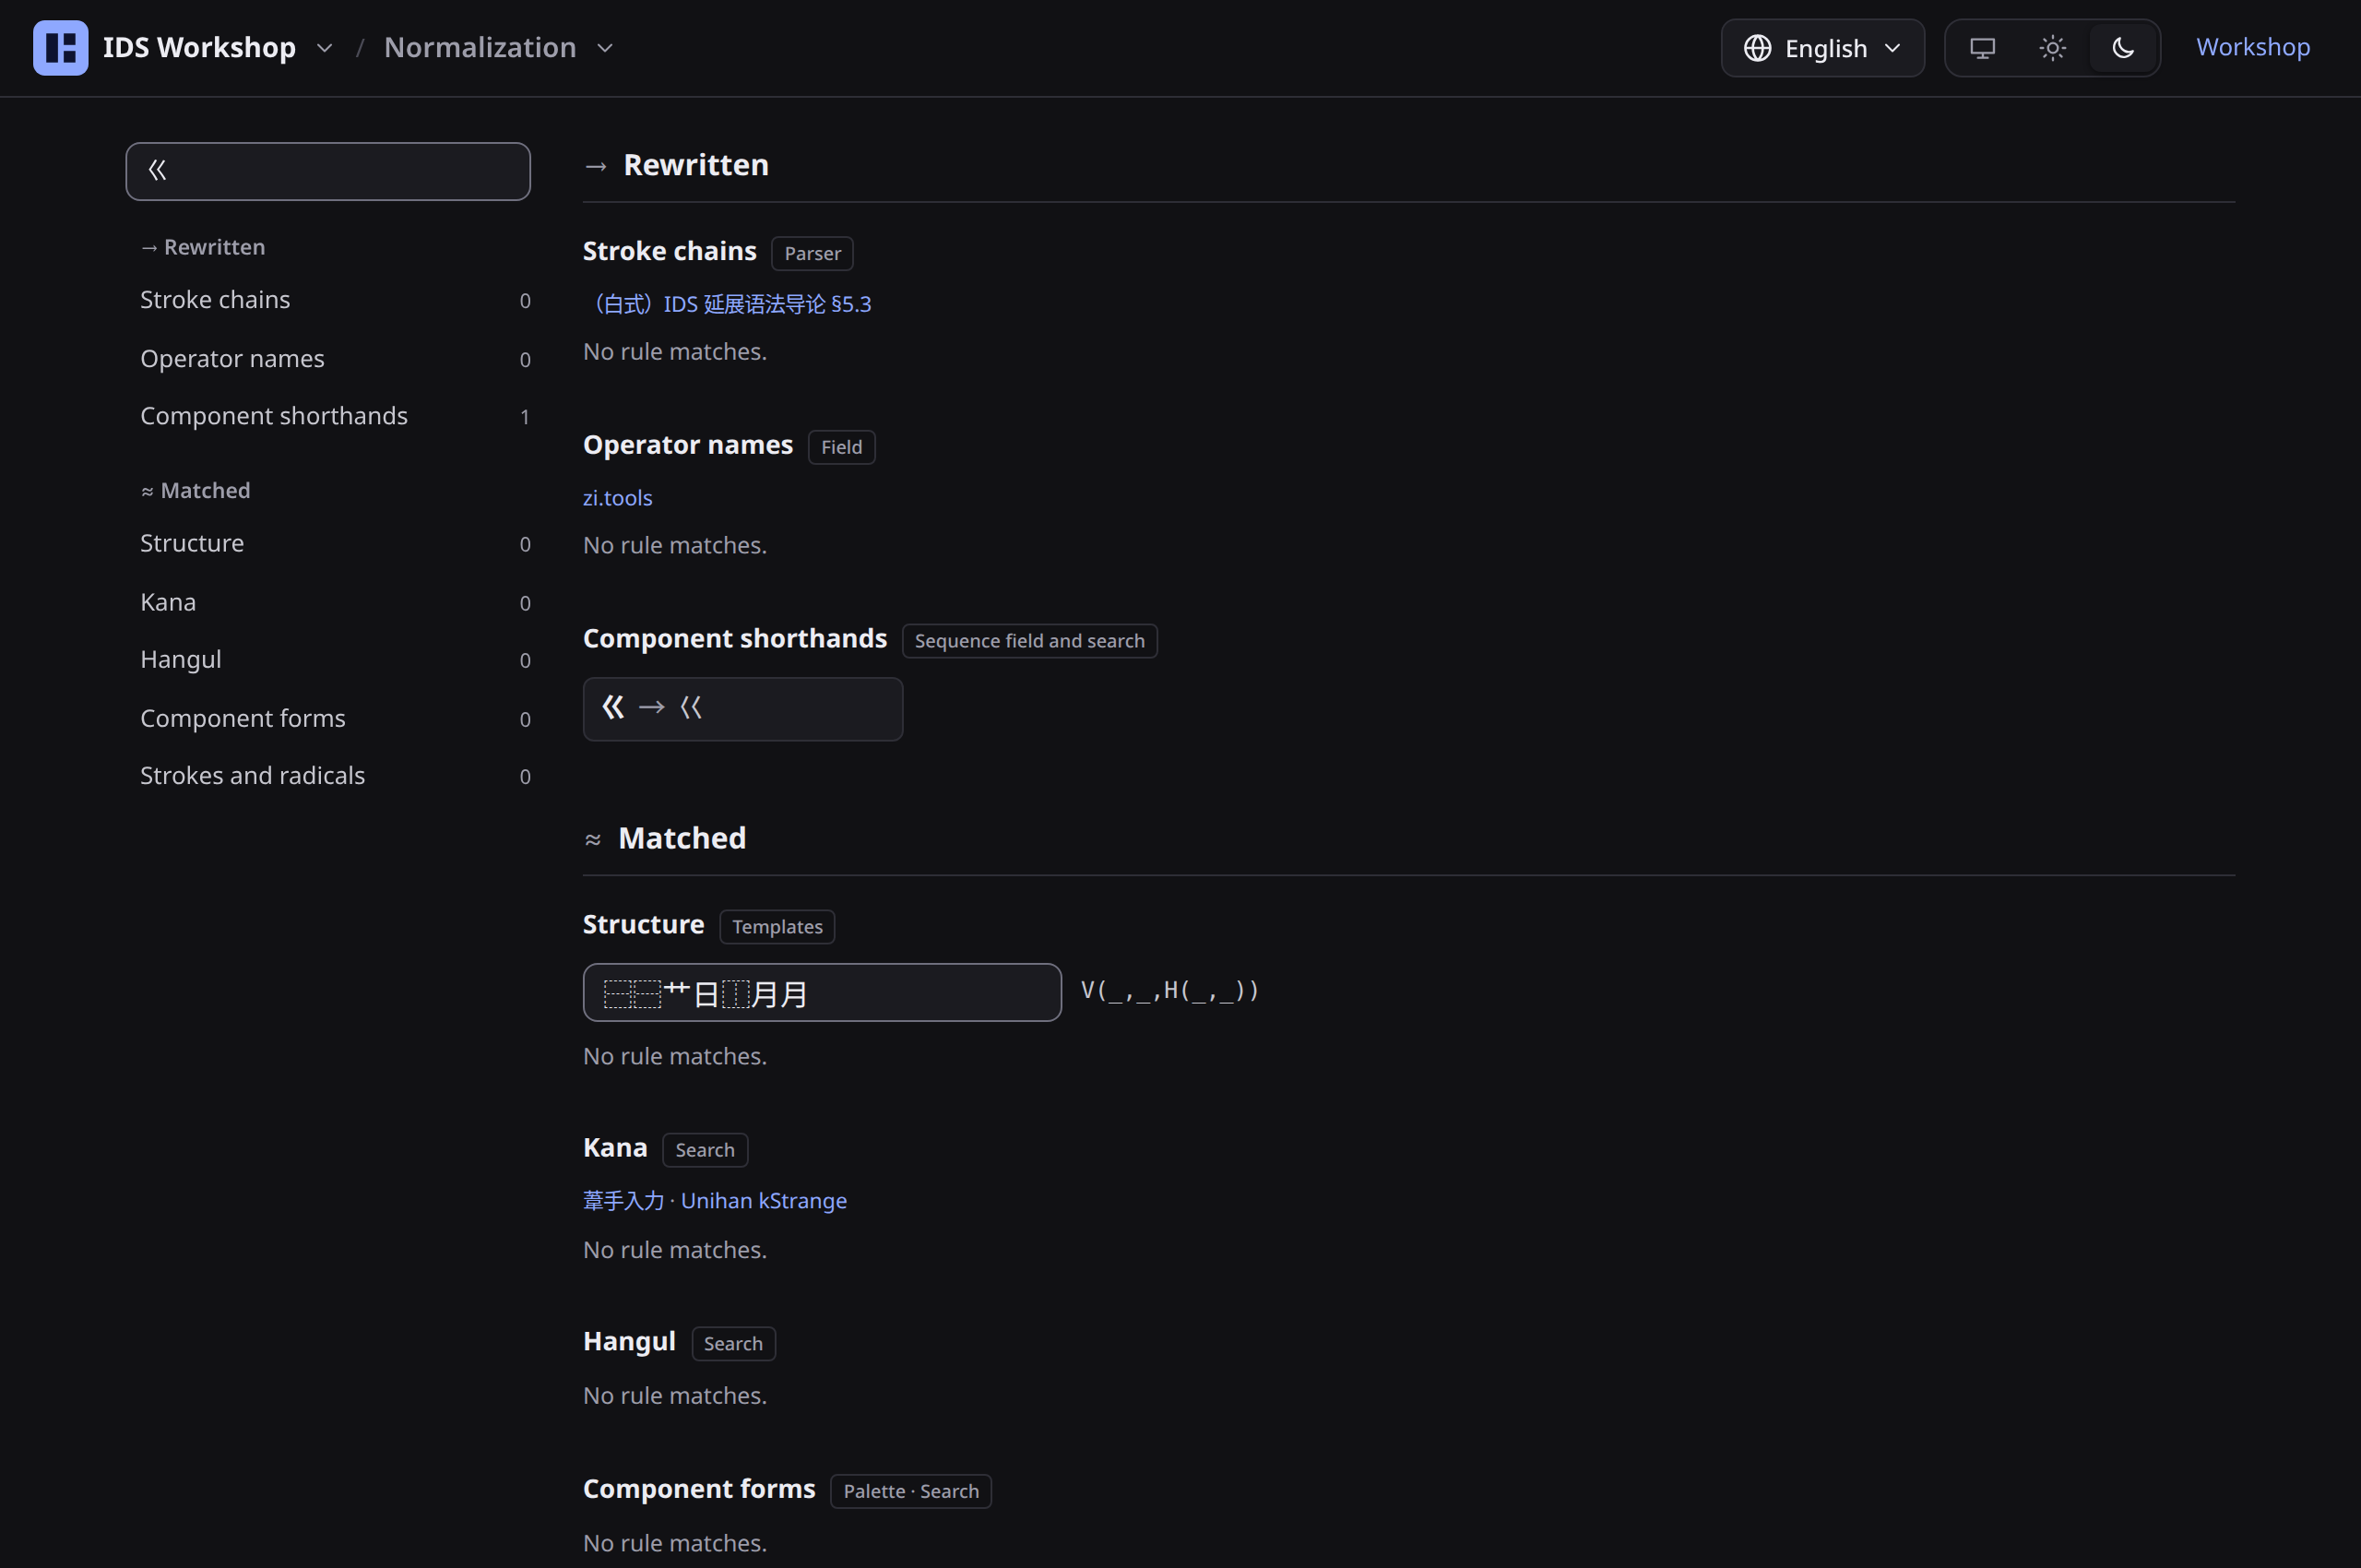 IDS Workshop / Normalization
English
Workshop
巜
→ Rewritten
Stroke chains 0
Operator names 0
Component shorthands 1
≈ Matched
Structure 0
Kana 0
Hangul 0
Component forms 0
Strokes and radicals 0
→ Rewritten
Stroke chains Parser
（白式）IDS 延展语法导论 §5.3
No rule matches.
Operator names Field
zi.tools
No rule matches.
Component shorthands Sequence field and search
≈ Matched
Structure Templates
⿱⿱艹日⿰月月 V(_,_,H(_,_))
No rule matches.
Kana Search
葦手入力 · Unihan kStrange
No rule matches.
Hangul Search
No rule matches.
Component forms Palette · Search
No rule matches.